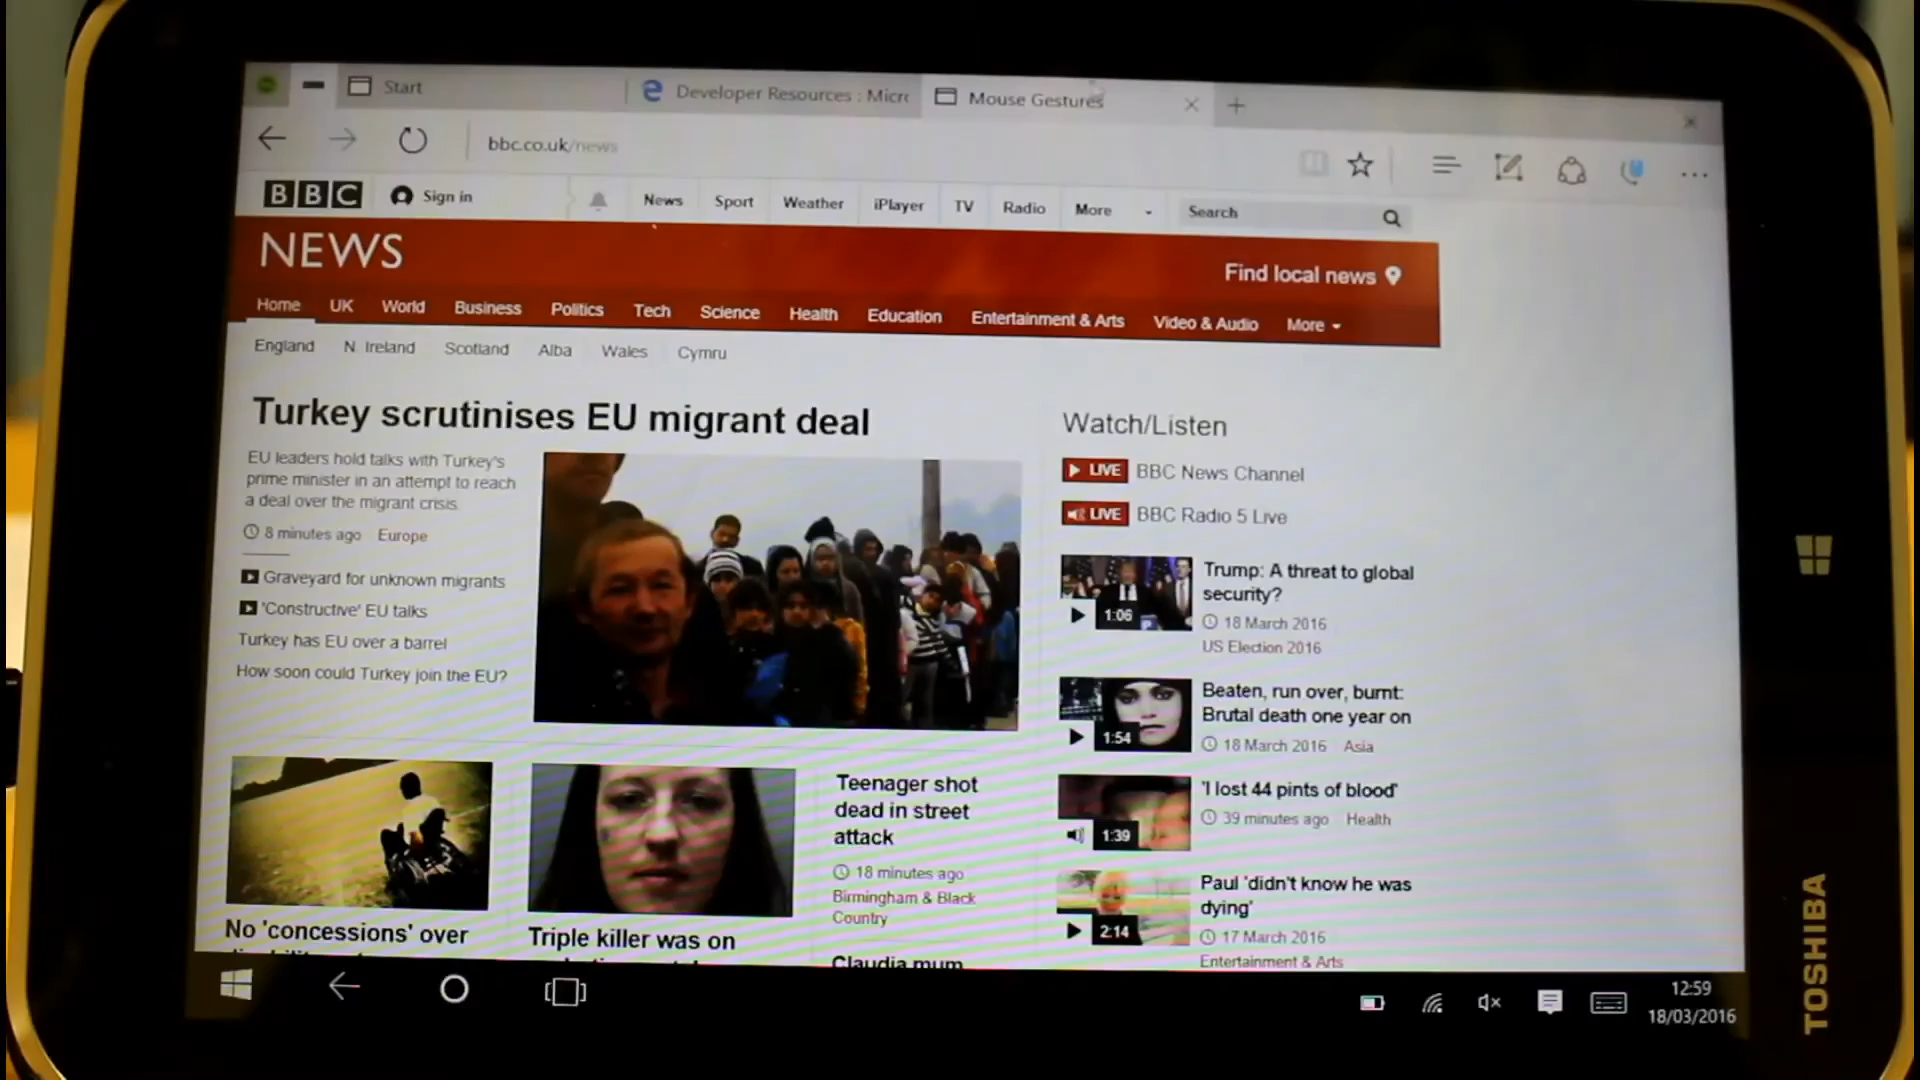 Start
Developer Resources : Micro
Mouse Gestures
bbc.co.uk/news
BBC
Sign in
News
Sport
Weather
iPlayer
TV
Radio
More
Search
NEWS
Find local news
Home
UK
World
Business
Politics
Tech
Science
Health
Education
Entertainment & Arts
Video & Audio
More
England
N. Ireland
Scotland
Alba
Wales
Cymru
Turkey scrutinises EU migrant deal
EU leaders hold talks with Turkey's
prime minister in an attempt to reach
a deal over the migrant crisis.
8 minutes ago
Europe
Graveyard for unknown migrants
'Constructive' EU talks
Turkey has EU over a barrel
How soon could Turkey join the EU?
No 'concessions' over
Triple killer was on
Teenager shot
dead in street
attack
18 minutes ago
Birmingham & Black
Country
Claudia mum
Watch/Listen
LIVE BBC News Channel
LIVE BBC Radio 5 Live
1:06
Trump: A threat to global
security?
18 March 2016
US Election 2016
1:54
Beaten, run over, burnt:
Brutal death one year on
18 March 2016
Asia
1:39
'I lost 44 pints of blood'
39 minutes ago
Health
2:14
Paul 'didn't know he was
dying'
17 March 2016
Entertainment & Arts
12:59
18/03/2016
TOSHIBA